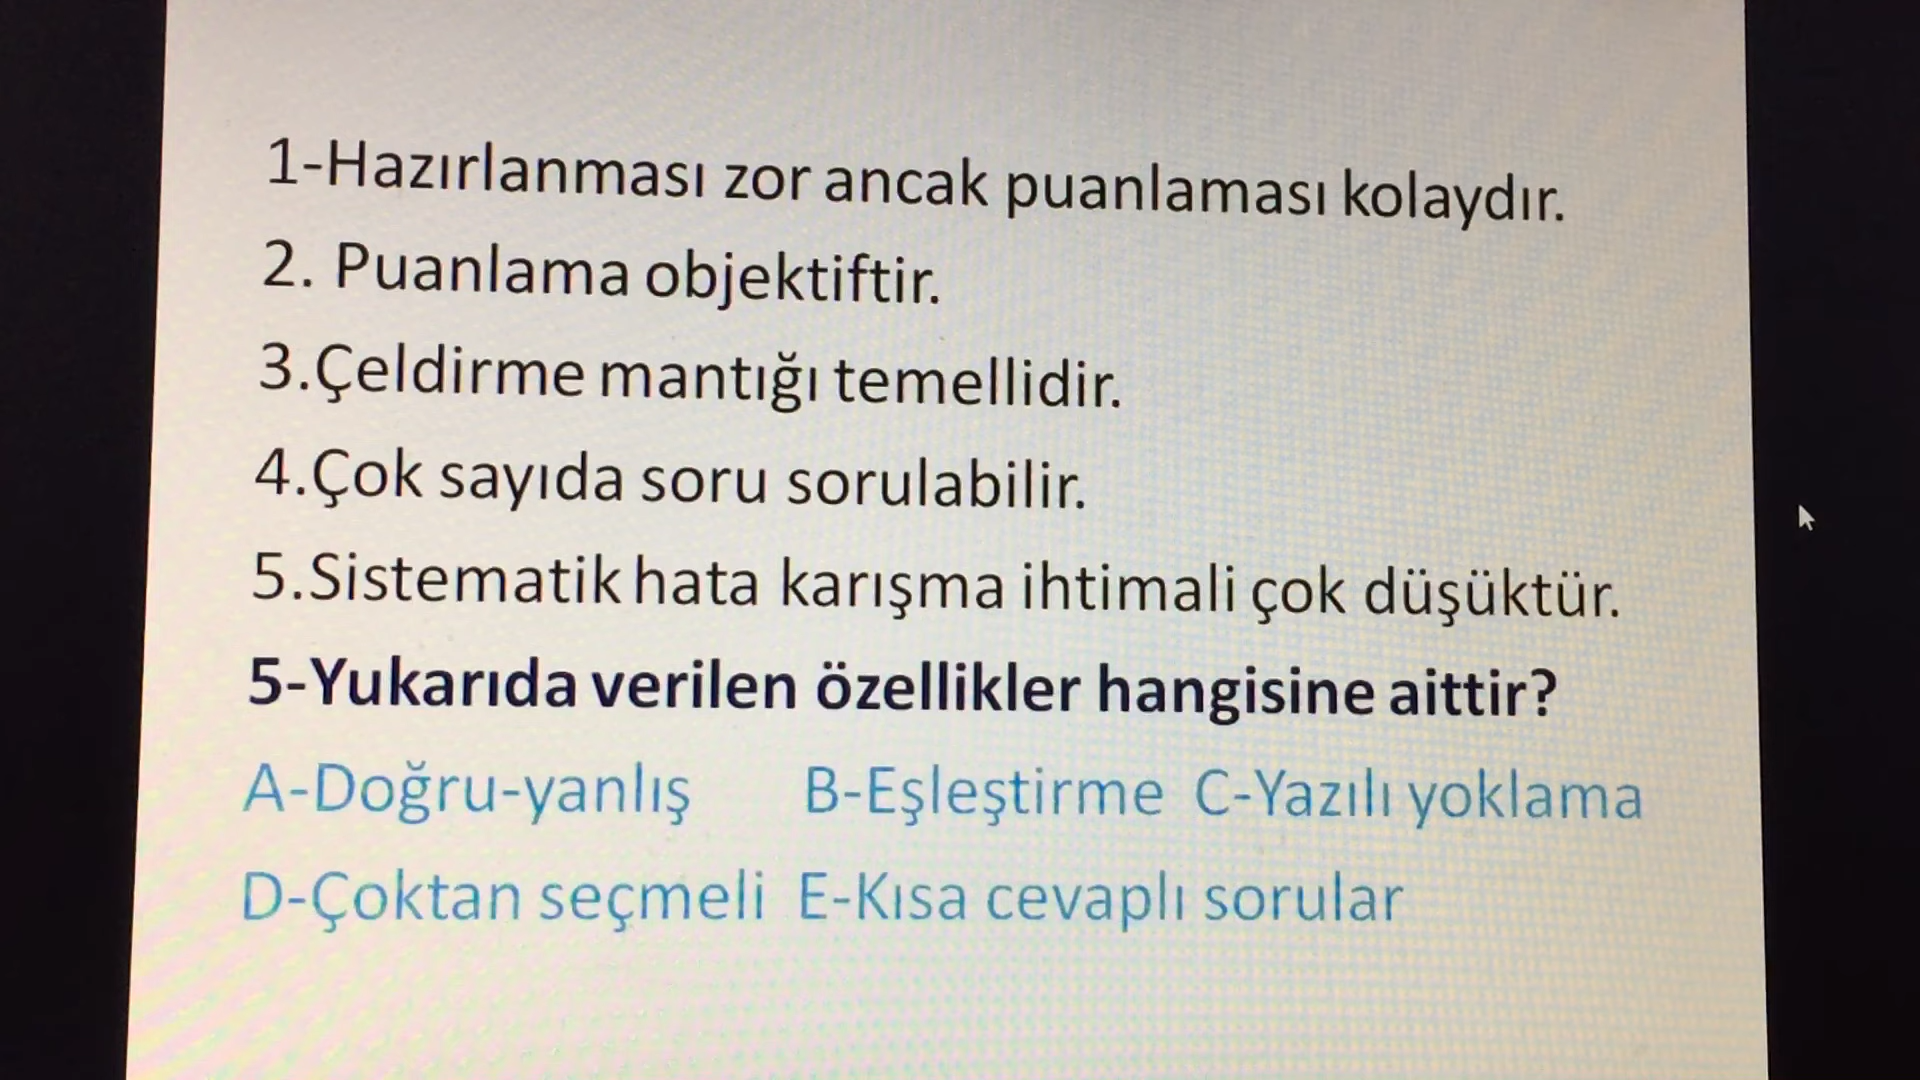 1-Hazırlanması zor ancak puanlaması kolaydır.
2. Puanlama objektiftir.
3.Çeldirme mantığı temellidir.
4.Çok sayıda soru sorulabilir.
5.Sistematik hata karışma ihtimali çok düşüktür.
5-Yukarıda verilen özellikler hangisine aittir?
A-Doğru-yanlış B-Eşleştirme C-Yazılı yoklama
D-Çoktan seçmeli E-Kısa cevaplı sorular